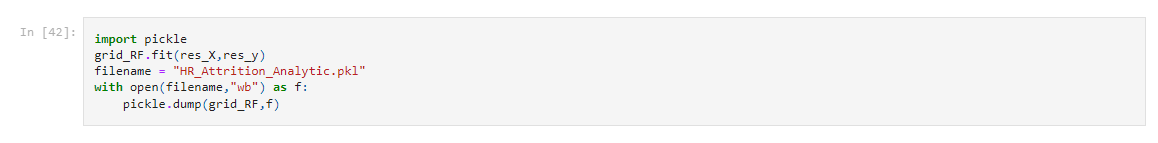 In [42]:
import pickle
grid_RF.fit(res_X,res_y)
filename = "HR_Attrition_Analytic.pkl"
with open(filename,"wb") as f:
    pickle.dump(grid_RF,f)